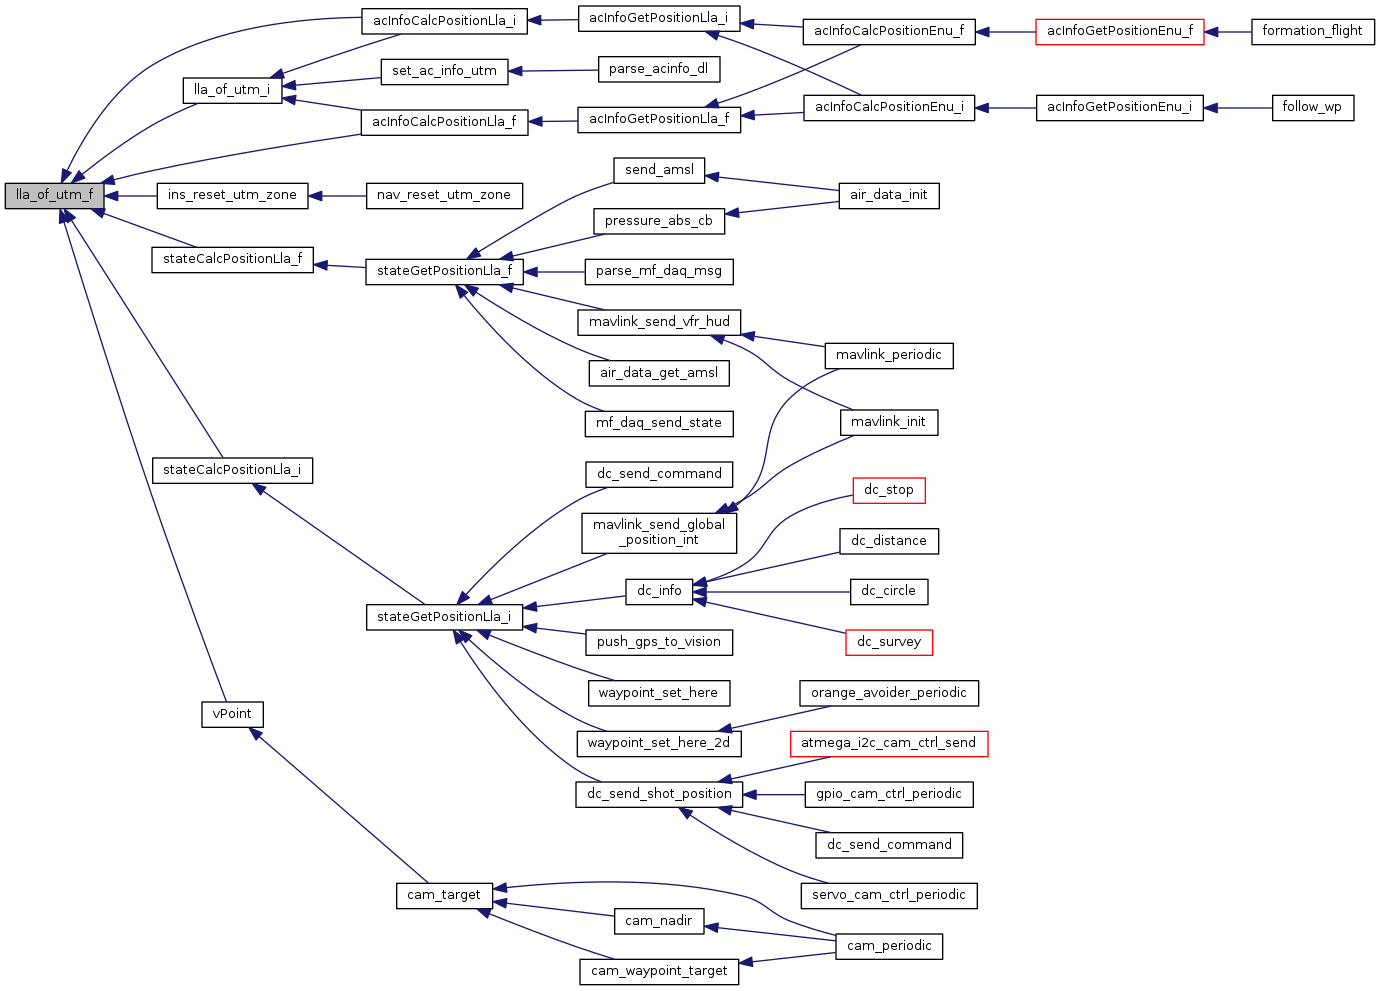 acInfoCalcPositionLla_i
acInfoGetPositionLla_i
acInfoCalcPositionEnu_f
acInfoGetPositionEnu_f
formation_flight
lla_of_utm_i
set_ac_info_utm
parse_acinfo_dl
acInfoCalcPositionLla_f
acInfoGetPositionLla_f
acInfoCalcPositionEnu_i
acInfoGetPositionEnu_i
follow_wp
lla_of_utm_f
ins_reset_utm_zone
nav_reset_utm_zone
send_amsl
air_data_init
pressure_abs_cb
stateCalcPositionLla_f
stateGetPositionLla_f
parse_mf_daq_msg
mavlink_send_vfr_hud
mavlink_periodic
air_data_get_amsl
mf_daq_send_state
mavlink_init
stateCalcPositionLla_i
dc_send_command
dc_stop
mavlink_send_global
_position_int
dc_distance
dc_info
dc_circle
stateGetPositionLla_i
push_gps_to_vision
dc_survey
waypoint_set_here
orange_avoider_periodic
vPoint
waypoint_set_here_2d
atmega_i2c_cam_ctrl_send
dc_send_shot_position
gpio_cam_ctrl_periodic
dc_send_command
servo_cam_ctrl_periodic
cam_target
cam_nadir
cam_periodic
cam_waypoint_target